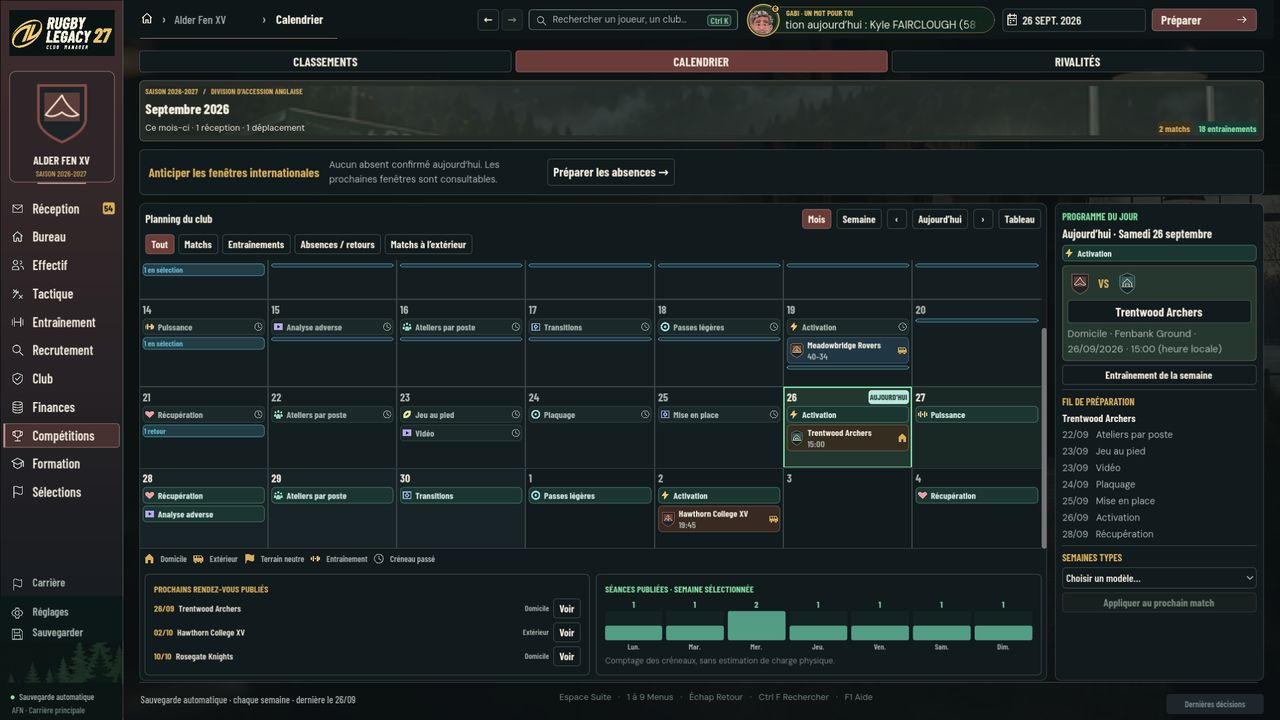 RUGBY
LEGACY 27
CLUB MANAGER
Alder Fen XV
Calendrier
Rechercher un joueur, un club...
Ctrl K
GABI · UN MOT POUR TOI
tion aujourd'hui : Kyle FAIRCLOUGH (58
26 SEPT. 2026
Préparer
CLASSEMENTS
CALENDRIER
RIVALITÉS
SAISON 2026-2027 / DIVISION D'ACCESSION ANGLAISE
Septembre 2026
Ce mois-ci · 1 réception · 1 déplacement
2 matchs
18 entraînements
Anticiper les fenêtres internationales
Aucun absent confirmé aujourd'hui. Les
prochaines fenêtres sont consultables.
Préparer les absences →
ALDER FEN XV
SAISON 2026-2027
Réception
54
Bureau
Effectif
Tactique
Entraînement
Recrutement
Club
Finances
Compétitions
Formation
Sélections
Carrière
Réglages
Sauvegarder
Sauvegarde automatique
AFN · Carrière principale
Planning du club
Mois
Semaine
‹
Aujourd'hui
›
Tableau
Tout
Matchs
Entraînements
Absences / retours
Matchs à l'extérieur
1 en sélection
14
Puissance
1 en sélection
15
Analyse adverse
16
Ateliers par poste
17
Transitions
18
Passes légères
19
Activation
Meadowbridge Rovers
40-34
20
21
Récupération
1 retour
22
Ateliers par poste
23
Jeu au pied
Vidéo
24
Plaquage
25
Mise en place
26
AUJOURD'HUI
Activation
Trentwood Archers
15:00
27
Puissance
28
Récupération
Analyse adverse
29
Ateliers par poste
30
Transitions
1
Passes légères
2
Activation
Hawthorn College XV
19:45
3
4
Récupération
Domicile
Extérieur
Terrain neutre
Entraînement
Créneau passé
PROCHAINS RENDEZ-VOUS PUBLIÉS
26/09 Trentwood Archers
Domicile
Voir
02/10 Hawthorn College XV
Extérieur
Voir
10/10 Rosegate Knights
Domicile
Voir
SÉANCES PUBLIÉES · SEMAINE SÉLECTIONNÉE
1 1 2 1 1 1 1
Lun. Mar. Mer. Jeu. Ven. Sam. Dim.
Comptage des créneaux, sans estimation de charge physique.
PROGRAMME DU JOUR
Aujourd'hui · Samedi 26 septembre
Activation
VS
Trentwood Archers
Domicile · Fenbank Ground ·
26/09/2026 · 15:00 (heure locale)
Entraînement de la semaine
FIL DE PRÉPARATION
Trentwood Archers
22/09 Ateliers par poste
23/09 Jeu au pied
23/09 Vidéo
24/09 Plaquage
25/09 Mise en place
26/09 Activation
28/09 Récupération
SEMAINES TYPES
Choisir un modèle...
Appliquer au prochain match
Sauvegarde automatique · chaque semaine · dernière le 26/09
Espace Suite · 1 à 9 Menus · Échap Retour · Ctrl F Rechercher · F1 Aide
Dernières décisions